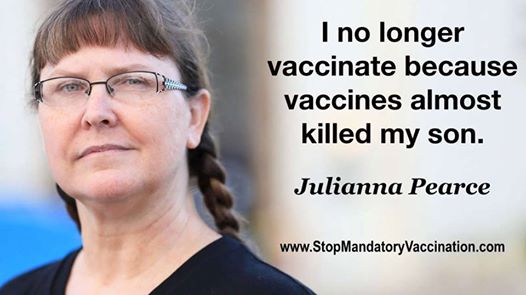 I no longer
vaccinate because
vaccines almost
killed my son.
Julianna Pearce
www.StopMandatoryVaccination.com